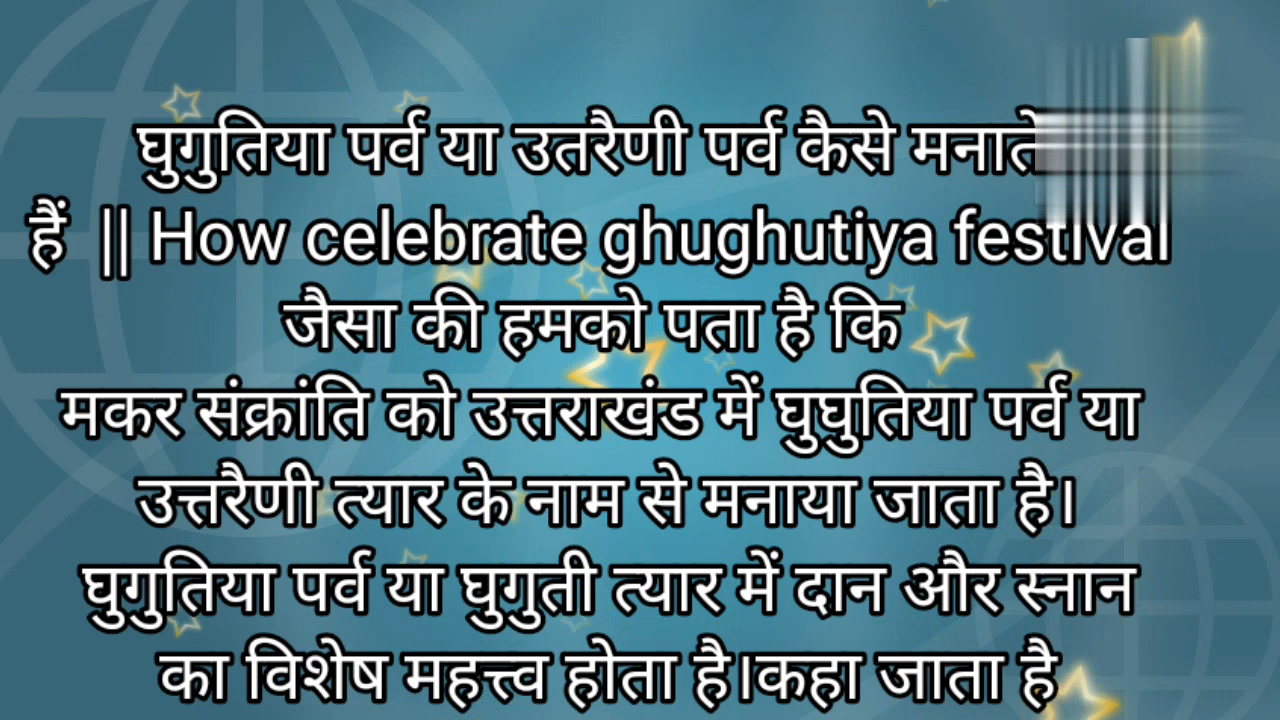 घुगुतिया पर्व या उतरैणी पर्व कैसे मनाते
हैं || How celebrate ghughutiya festival
जैसा की हमको पता है कि
मकर संक्रांति को उत्तराखंड में घुघुतिया पर्व या
उत्तरैणी त्यार के नाम से मनाया जाता है।
घुगुतिया पर्व या घुगुती त्यार में दान और स्नान
का विशेष महत्त्व होता है।कहा जाता है